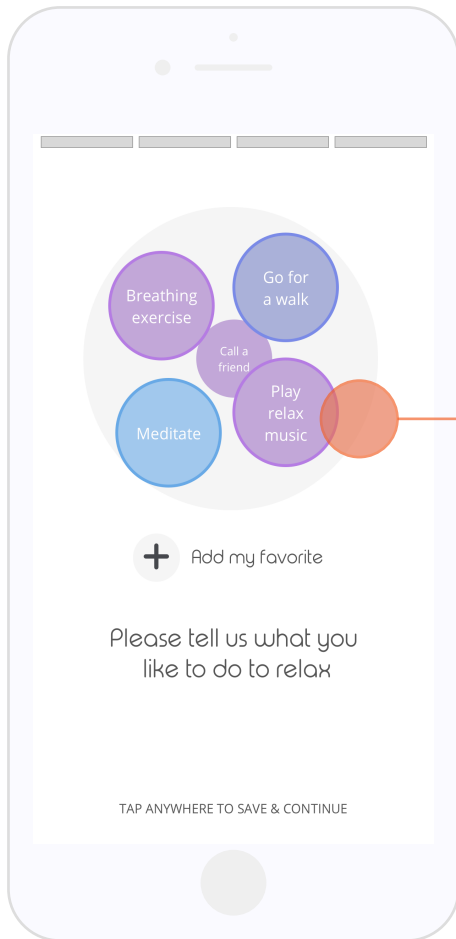 Go for
a walk
Breathing
exercise
Call a
friend
Play
relax
music
Meditate
Add my favorite
Please tell us what you
like to do to relax
TAP ANYWHERE TO SAVE & CONTINUE